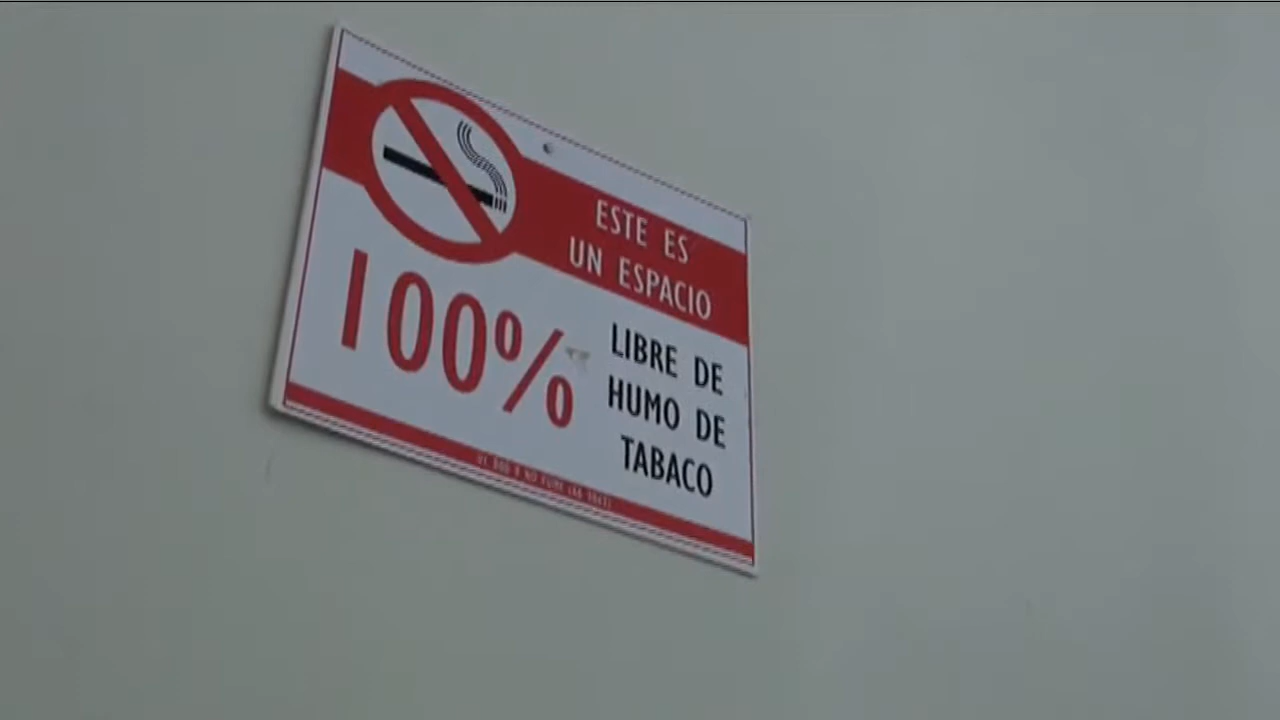 ESTE ES
UN ESPACIO
100%
LIBRE DE
HUMO DE
TABACO